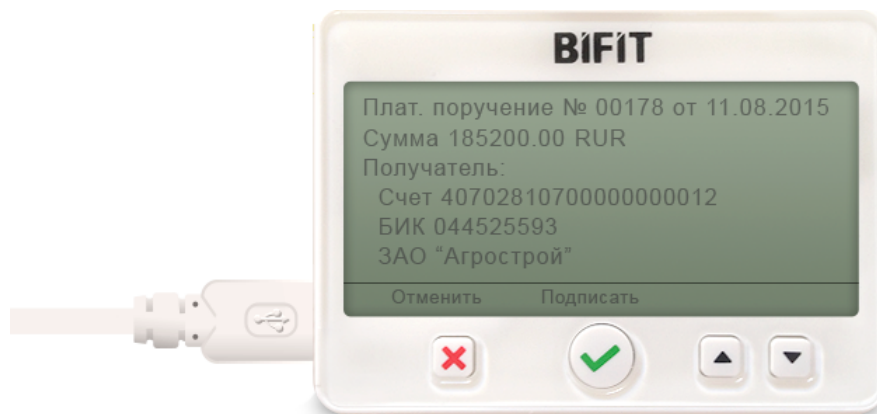 BIFIT
Плат. поручение № 00178 от 11.08.2015
Сумма 185200.00 RUR
Получатель:
Счет 40702810700000000012
БИК 044525593
ЗАО “Агрострой”
Отменить Подписать